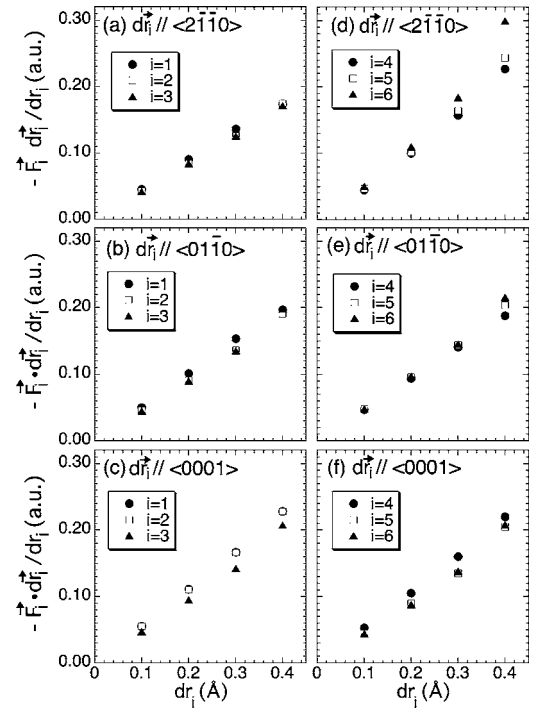 (a) dr⃗ᵢ // <21̄1̄0>
i=1
i=2
i=3
- F⃗ᵢ dr⃗ᵢ/drᵢ (a.u.)
0.20
0.10
0.00
(d) dr⃗ᵢ // <21̄1̄0>
i=4
i=5
i=6
0.30
(b) dr⃗ᵢ // <011̄0>
i=1
i=2
i=3
- F⃗ᵢ•dr⃗ᵢ/drᵢ (a.u.)
0.30
0.20
0.10
0.00
(e) dr⃗ᵢ // <011̄0>
i=4
i=5
i=6
(c) dr⃗ᵢ // <0001>
i=1
i=2
i=3
- F⃗ᵢ•dr⃗ᵢ/drᵢ (a.u.)
0.30
0.20
0.10
0.00
0 0.1 0.2 0.3 0.4
drᵢ (Å)
(f) dr⃗ᵢ // <0001>
i=4
i=5
i=6
0 0.1 0.2 0.3 0.4
drᵢ (Å)